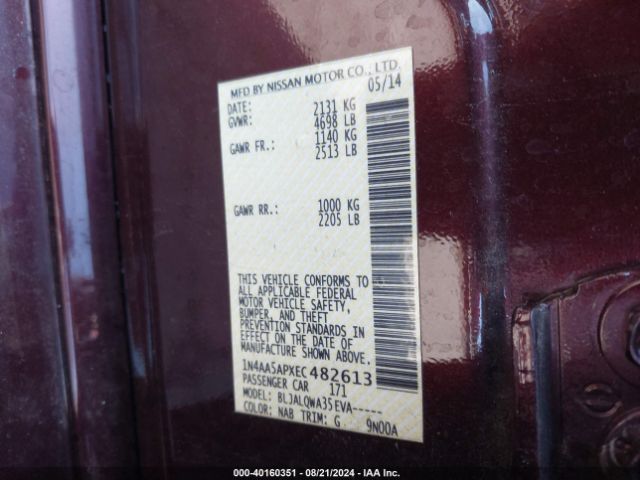 MFD BY NISSAN MOTOR CO., LTD.
05/14
DATE: 2131 KG
GVWR: 4698 LB
1140 KG
GAWR FR.: 2513 LB
GAWR RR.: 1000 KG
2205 LB
THIS VEHICLE CONFORMS TO
ALL APPLICABLE FEDERAL
MOTOR VEHICLE SAFETY,
BUMPER, AND THEFT
PREVENTION STANDARDS IN
EFFECT ON THE DATE OF
MANUFACTURE SHOWN ABOVE.
1N4AA5APXEC482613
PASSENGER CAR 171
MODEL: BLJALQWA35EVA-----
COLOR: NAB TRIM: G 9N00A
000-40160351 - 08/21/2024 - IAA Inc.